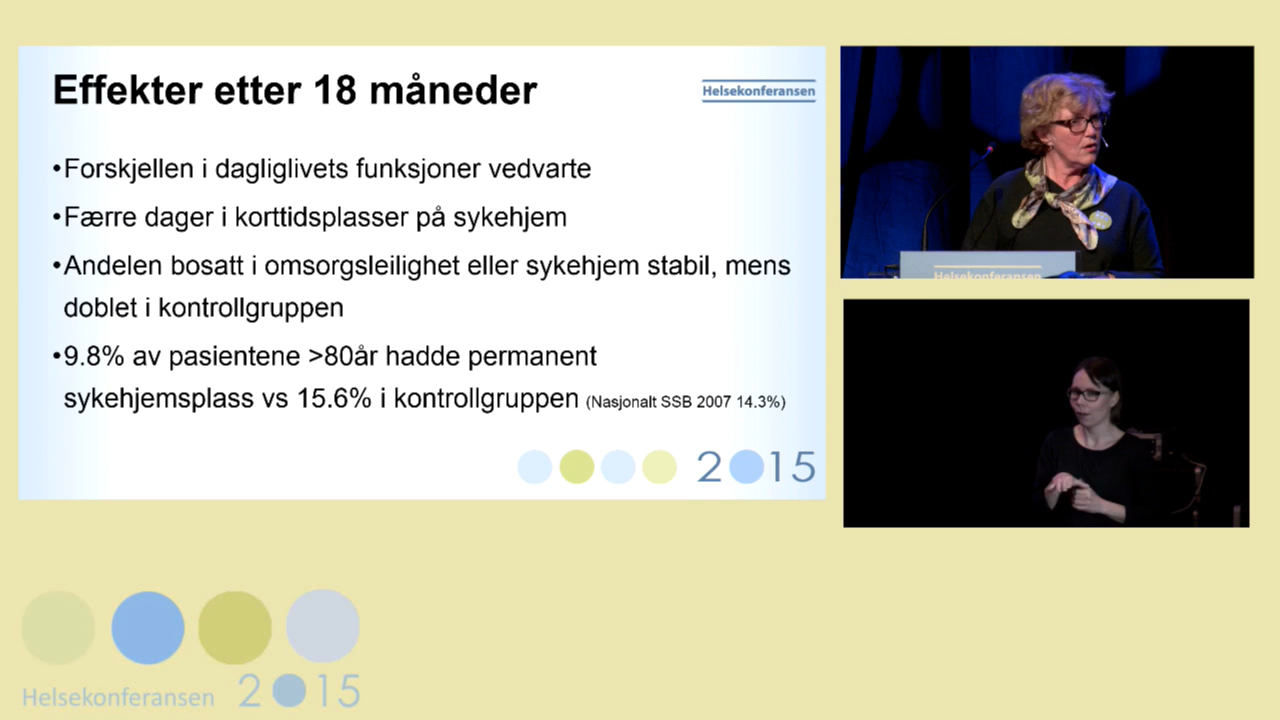 Effekter etter 18 måneder
Helsekonferansen
•Forskjellen i dagliglivets funksjoner vedvarte
•Færre dager i korttidsplasser på sykehjem
•Andelen bosatt i omsorgsleilighet eller sykehjem stabil, mens
doblet i kontrollgruppen
•9.8% av pasientene >80år hadde permanent
sykehjemsplass vs 15.6% i kontrollgruppen (Nasjonalt SSB 2007 14.3%)
2015
Helsekonferansen
Helsekonferansen 2015